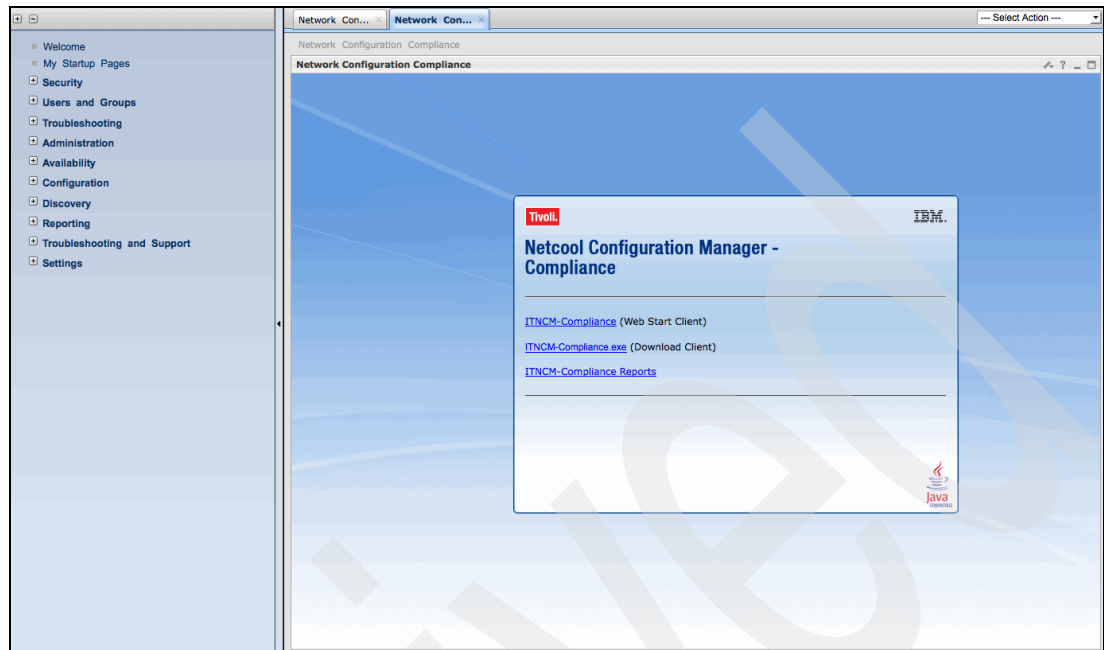 Network Con... Network Con... --- Select Action ---
Welcome
My Startup Pages
Security
Users and Groups
Troubleshooting
Administration
Availability
Configuration
Discovery
Reporting
Troubleshooting and Support
Settings
Network Configuration Compliance
Network Configuration Compliance
Tivoli. IBM.
Netcool Configuration Manager -
Compliance
ITNCM-Compliance (Web Start Client)
ITNCM-Compliance.exe (Download Client)
ITNCM-Compliance Reports
Java
COMPATIBLE